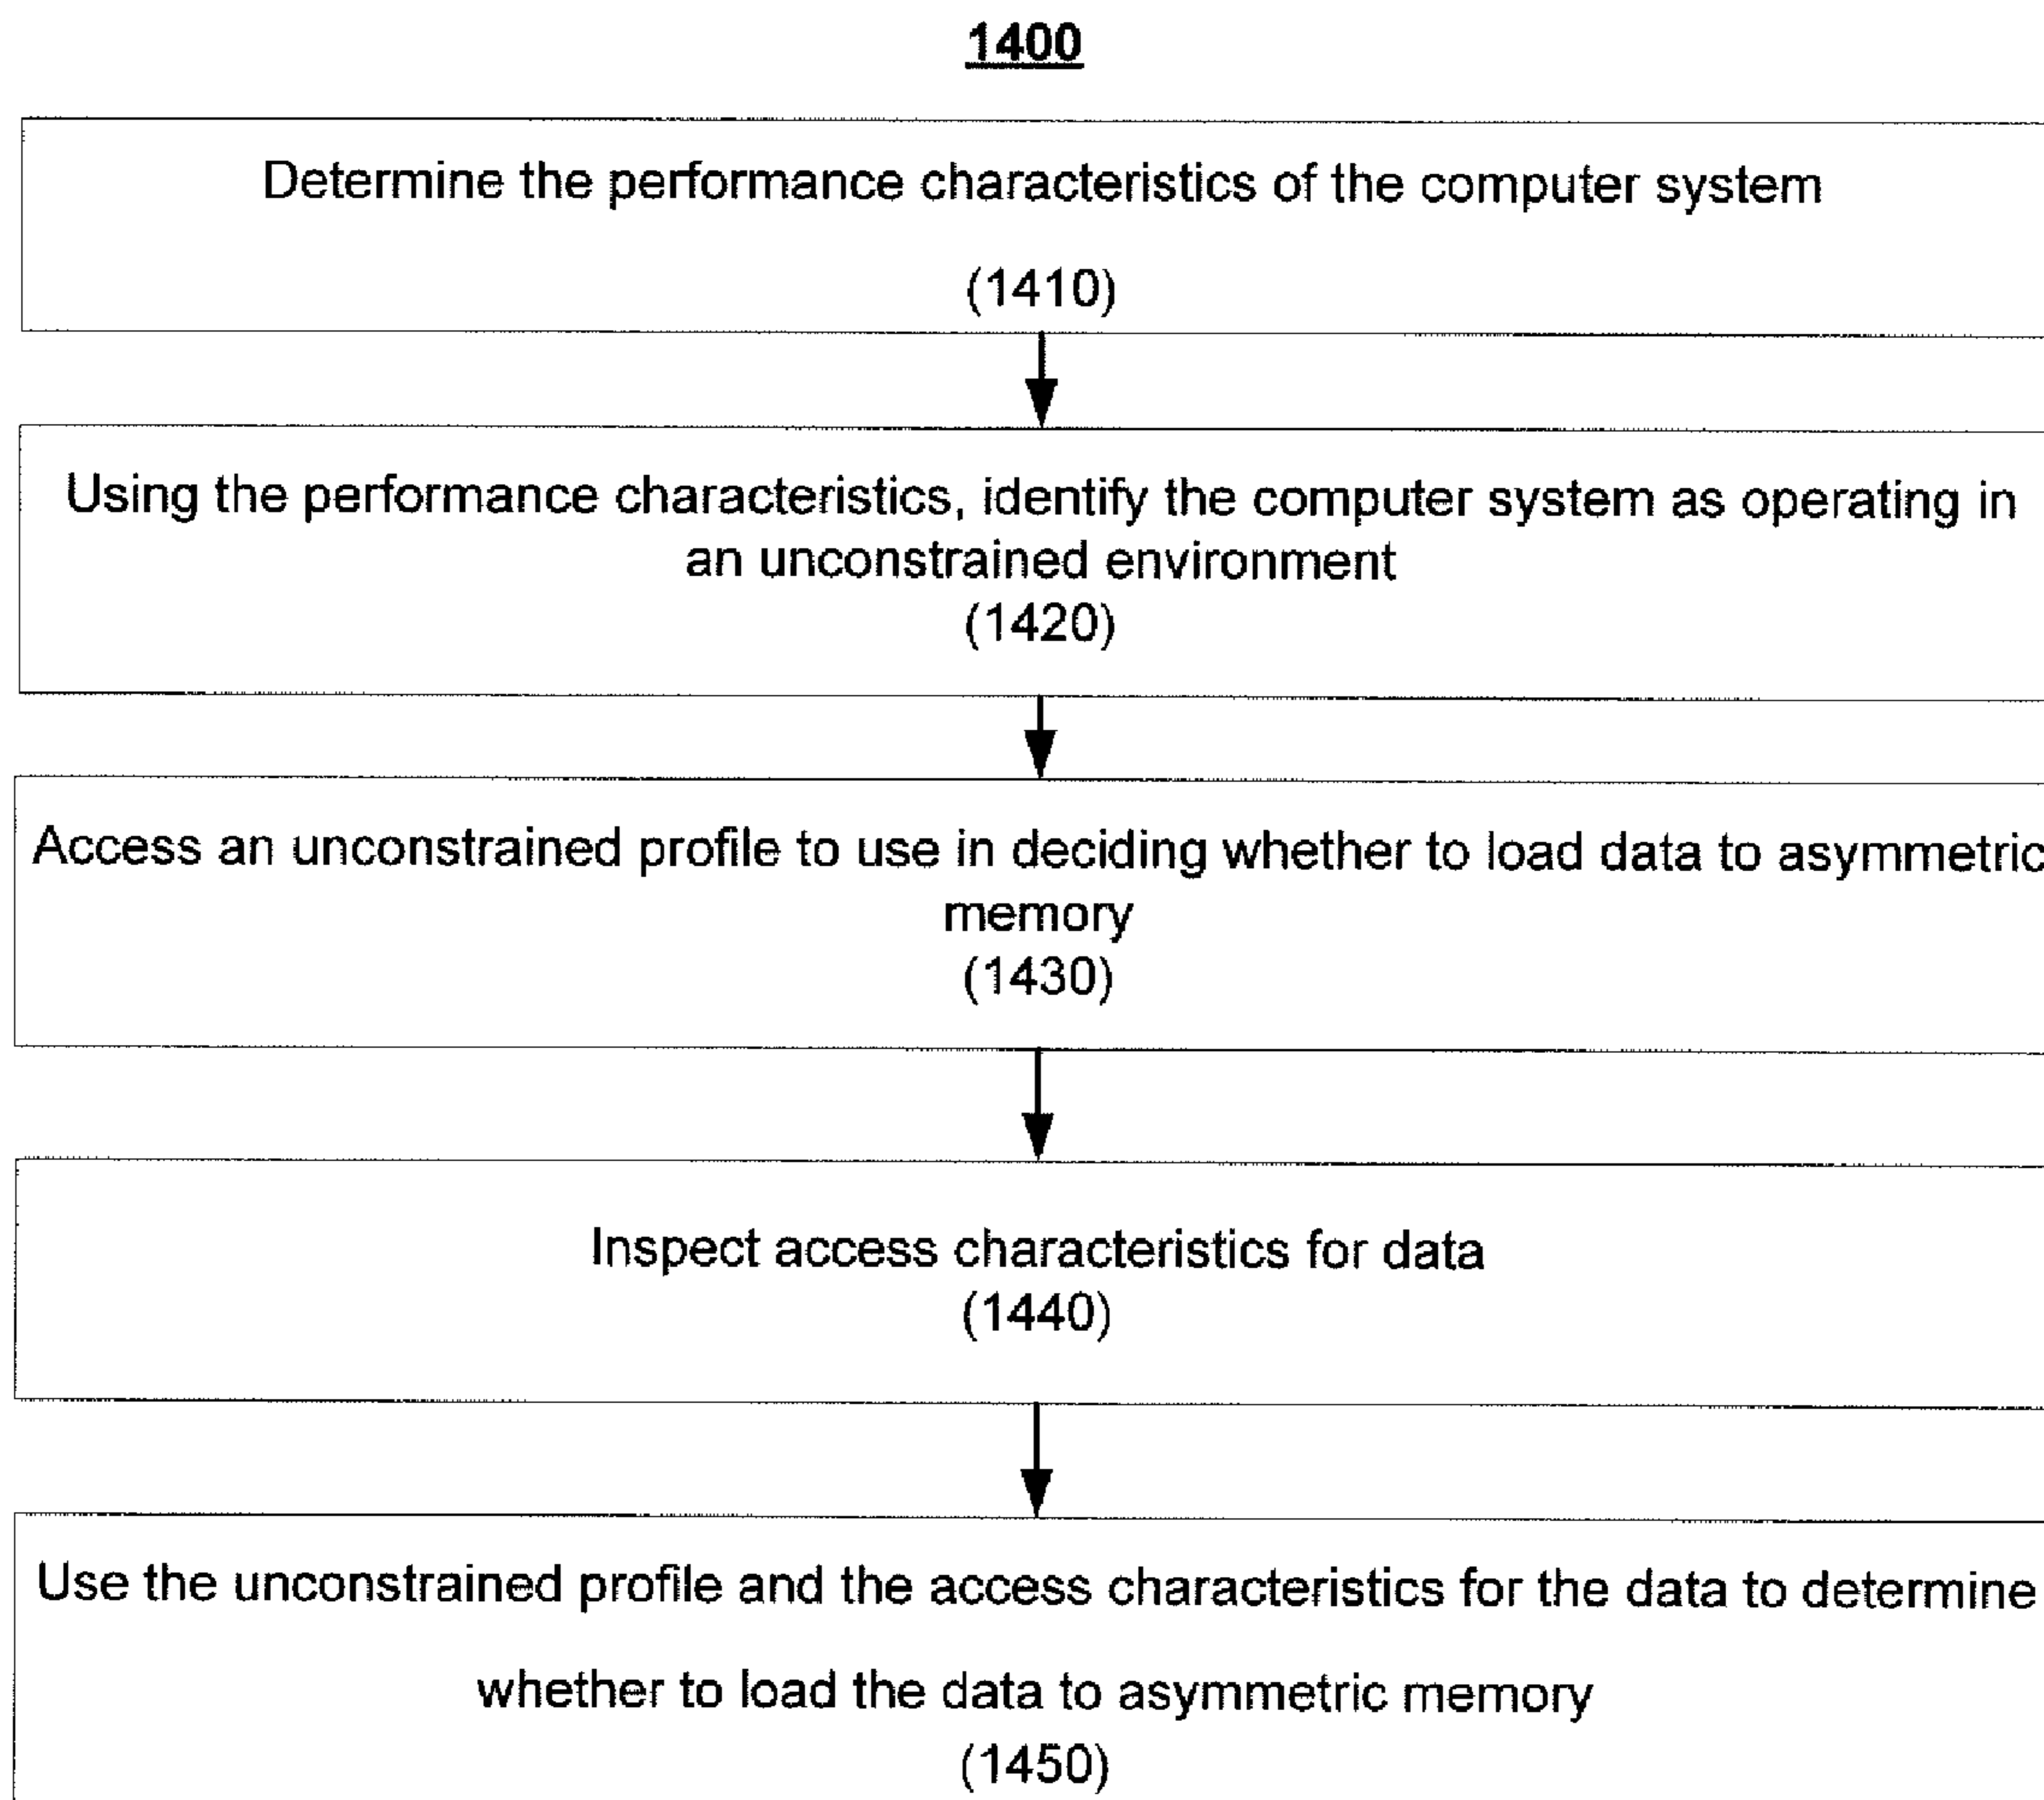 1400
Determine the performance characteristics of the computer system
(1410)
Using the performance characteristics, identify the computer system as operating in
an unconstrained environment
(1420)
Access an unconstrained profile to use in deciding whether to load data to asymmetric
memory
(1430)
Inspect access characteristics for data
(1440)
Use the unconstrained profile and the access characteristics for the data to determine
whether to load the data to asymmetric memory
(1450)